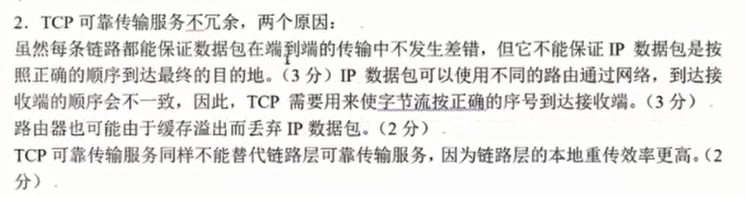 2．TCP 可靠传输服务不冗余，两个原因：
虽然每条链路都能保证数据包在端到端的传输中不发生差错，但它不能保证 IP 数据包是按
照正确的顺序到达最终的目的地。（3 分）IP 数据包可以使用不同的路由通过网络，到达接
收端的顺序会不一致，因此，TCP 需要用来使字节流按正确的序号到达接收端。（3 分）
路由器也可能由于缓存溢出而丢弃 IP 数据包。（2 分）
TCP 可靠传输服务同样不能替代链路层可靠传输服务，因为链路层的本地重传效率更高。（2
分）